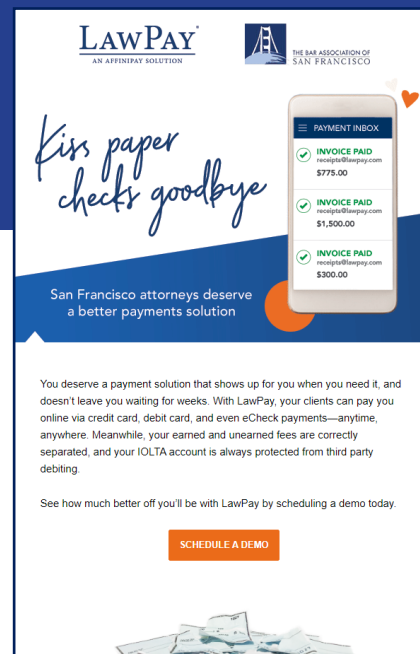 LAWPAY
AN AFFINIPAY SOLUTION
THE BAR ASSOCIATION OF
SAN FRANCISCO
Kiss paper
checks goodbye
PAYMENT INBOX
INVOICE PAID
receipts@lawpay.com
$775.00
INVOICE PAID
receipts@lawpay.com
$1,500.00
INVOICE PAID
receipts@lawpay.com
$300.00
San Francisco attorneys deserve
a better payments solution
You deserve a payment solution that shows up for you when you need it, and
doesn't leave you waiting for weeks. With LawPay, your clients can pay you
online via credit card, debit card, and even eCheck payments—anytime,
anywhere. Meanwhile, your earned and unearned fees are correctly
separated, and your IOLTA account is always protected from third party
debiting.
See how much better off you'll be with LawPay by scheduling a demo today.
SCHEDULE A DEMO